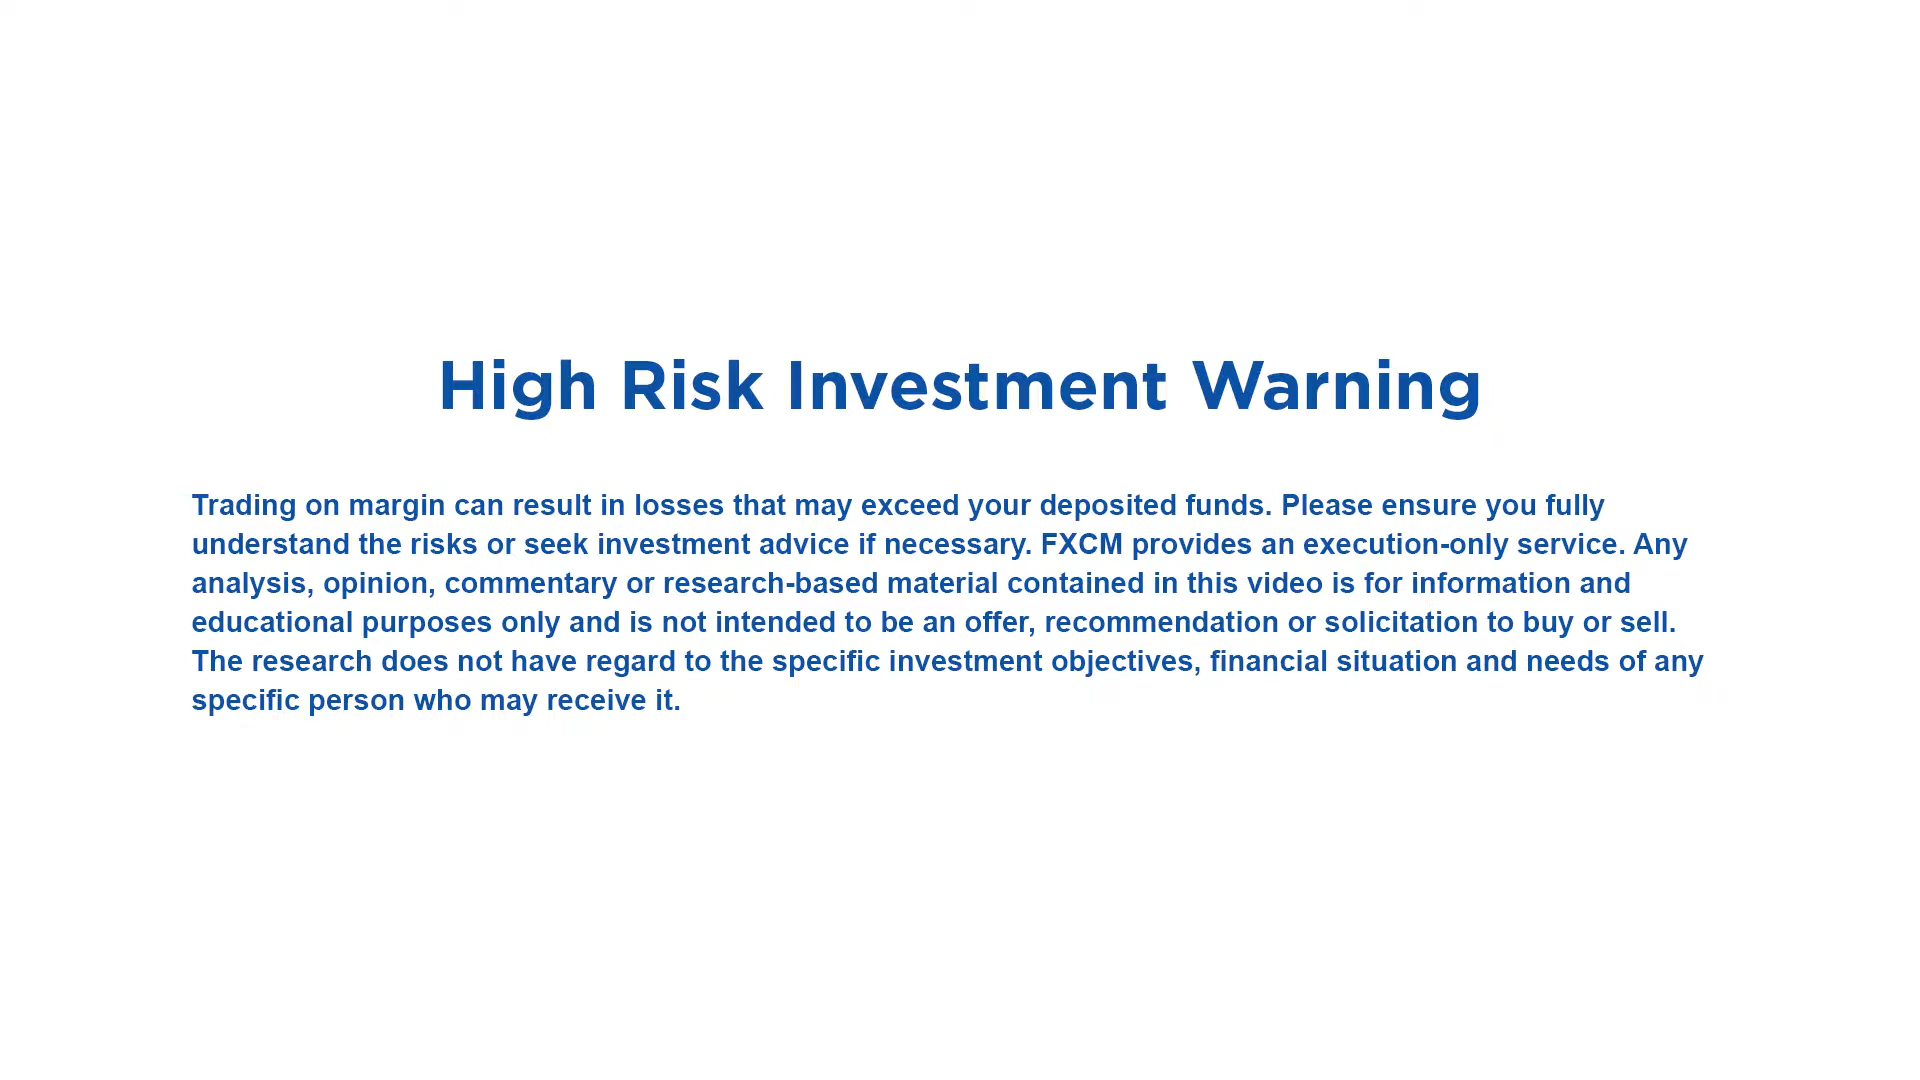 High Risk Investment Warning
Trading on margin can result in losses that may exceed your deposited funds. Please ensure you fully
understand the risks or seek investment advice if necessary. FXCM provides an execution-only service. Any
analysis, opinion, commentary or research-based material contained in this video is for information and
educational purposes only and is not intended to be an offer, recommendation or solicitation to buy or sell.
The research does not have regard to the specific investment objectives, financial situation and needs of any
specific person who may receive it.